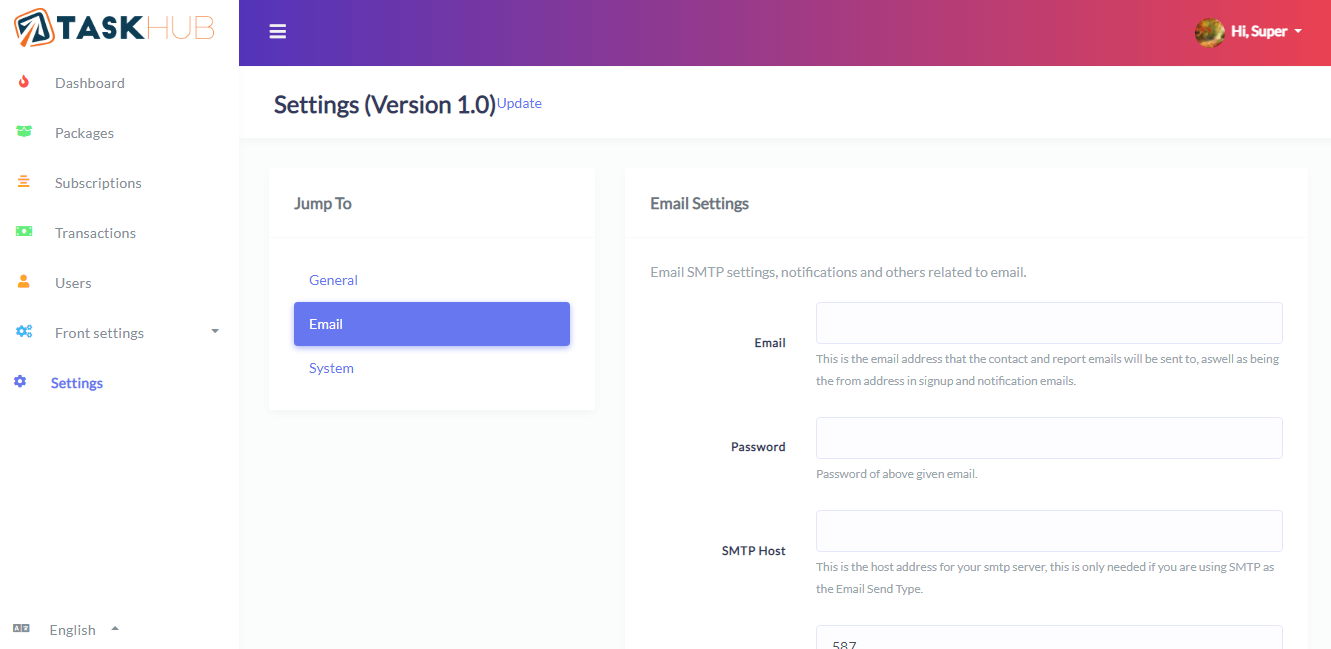 TASKHUB
Hi, Super
Dashboard
Packages
Subscriptions
Transactions
Users
Front settings
Settings
English
Settings (Version 1.0)Update
Jump To
General
Email
System
Email Settings
Email SMTP settings, notifications and others related to email.
Email
This is the email address that the contact and report emails will be sent to, aswell as being
the from address in signup and notification emails.
Password
Password of above given email.
SMTP Host
This is the host address for your smtp server, this is only needed if you are using SMTP as
the Email Send Type.
587